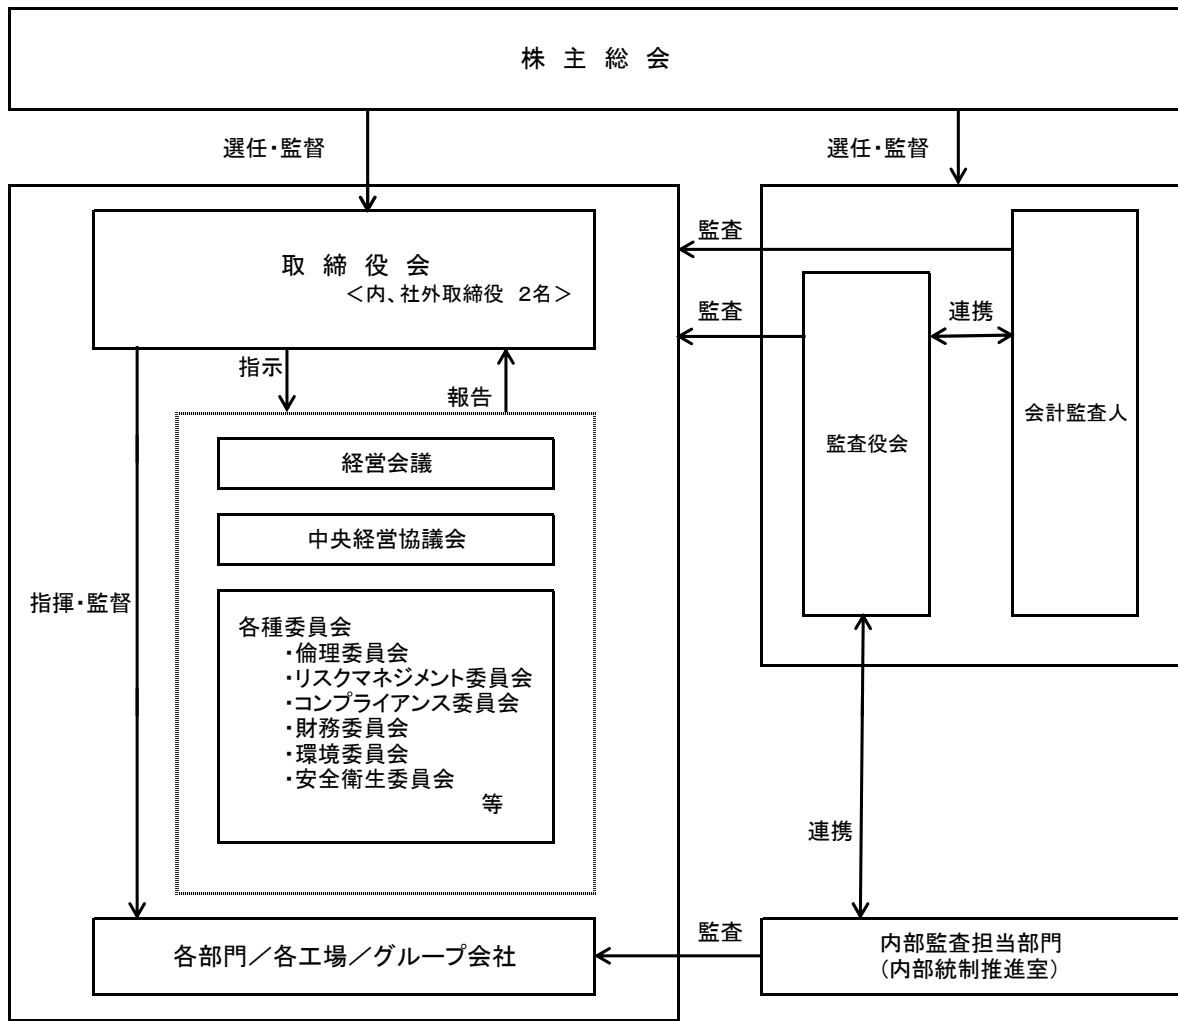 株 主 総 会
選任・監督
選任・監督
取 締 役 会
＜内、社外取締役 2名＞
監査
監査
連携
会計監査人
監査役会
指示
報告
経営会議
中央経営協議会
指揮・監督
各種委員会
・倫理委員会
・リスクマネジメント委員会
・コンプライアンス委員会
・財務委員会
・環境委員会
・安全衛生委員会
等
連携
各部門／各工場／グループ会社
監査
内部監査担当部門
（内部統制推進室）